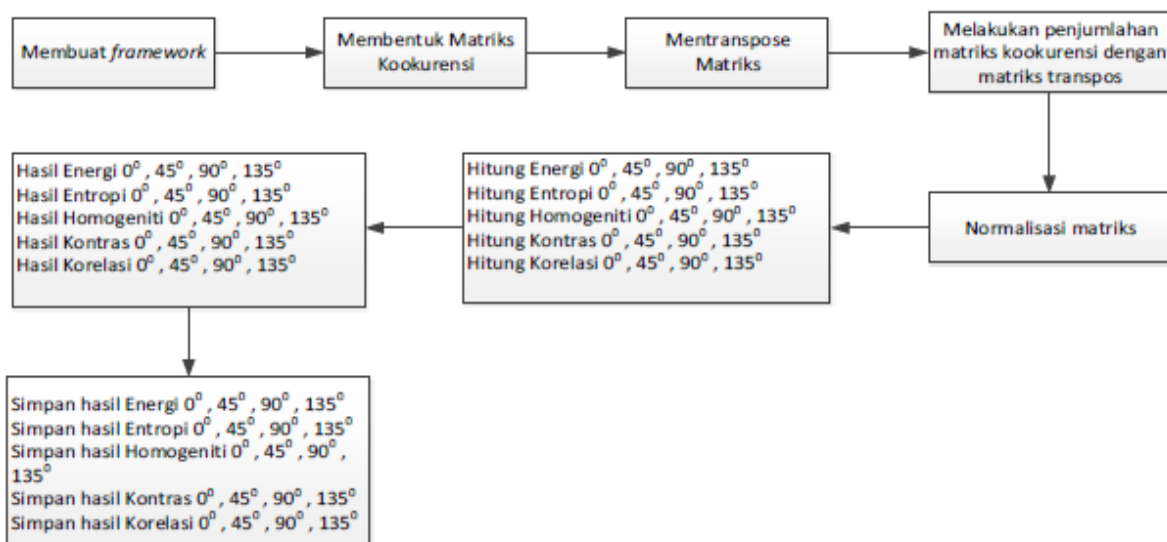 Membuat framework
Membentuk Matriks
Kookurensi
Mentranspose
Matriks
Melakukan penjumlahan
matriks kookurensi dengan
matriks transpos
Normalisasi matriks
Hitung Energi 0⁰ , 45⁰ , 90⁰ , 135⁰
Hitung Entropi 0⁰ , 45⁰ , 90⁰ , 135⁰
Hitung Homogeniti 0⁰ , 45⁰ , 90⁰ , 135⁰
Hitung Kontras 0⁰ , 45⁰ , 90⁰ , 135⁰
Hitung Korelasi 0⁰ , 45⁰ , 90⁰ , 135⁰
Hasil Energi 0⁰ , 45⁰ , 90⁰ , 135⁰
Hasil Entropi 0⁰ , 45⁰ , 90⁰ , 135⁰
Hasil Homogeniti 0⁰ , 45⁰ , 90⁰ , 135⁰
Hasil Kontras 0⁰ , 45⁰ , 90⁰ , 135⁰
Hasil Korelasi 0⁰ , 45⁰ , 90⁰ , 135⁰
Simpan hasil Energi 0⁰ , 45⁰ , 90⁰ , 135⁰
Simpan hasil Entropi 0⁰ , 45⁰ , 90⁰ , 135⁰
Simpan hasil Homogeniti 0⁰ , 45⁰ , 90⁰ ,
135⁰
Simpan hasil Kontras 0⁰ , 45⁰ , 90⁰ , 135⁰
Simpan hasil Korelasi 0⁰ , 45⁰ , 90⁰ , 135⁰